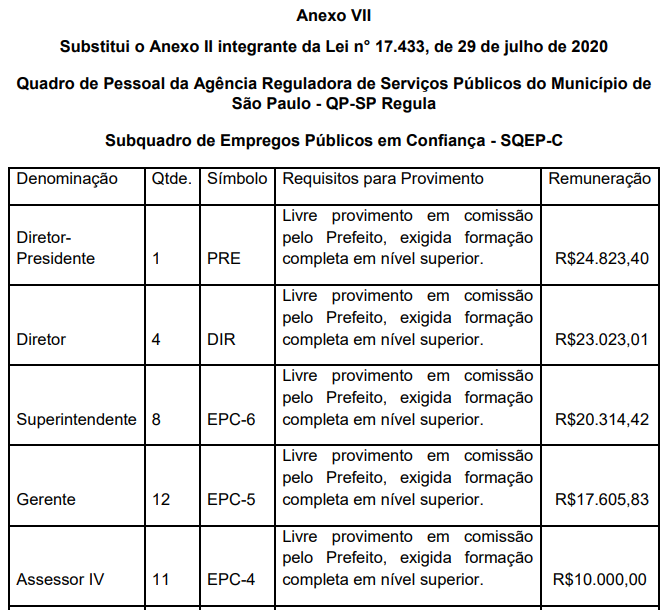 Anexo VII
Substitui o Anexo II integrante da Lei n° 17.433, de 29 de julho de 2020
Quadro de Pessoal da Agência Reguladora de Serviços Públicos do Município de
São Paulo - QP-SP Regula
Subquadro de Empregos Públicos em Confiança - SQEP-C
Denominação Qtde. Símbolo Requisitos para Provimento Remuneração
Livre provimento em comissão
Diretor- pelo Prefeito, exigida formação
Presidente 1 PRE completa em nível superior. R$24.823,40
Livre provimento em comissão
pelo Prefeito, exigida formação
Diretor 4 DIR completa em nível superior. R$23.023,01
Livre provimento em comissão
pelo Prefeito, exigida formação
Superintendente 8 EPC-6 completa em nível superior. R$20.314,42
Livre provimento em comissão
pelo Prefeito, exigida formação
Gerente 12 EPC-5 completa em nível superior. R$17.605,83
Livre provimento em comissão
pelo Prefeito, exigida formação
Assessor IV 11 EPC-4 completa em nível superior. R$10.000,00